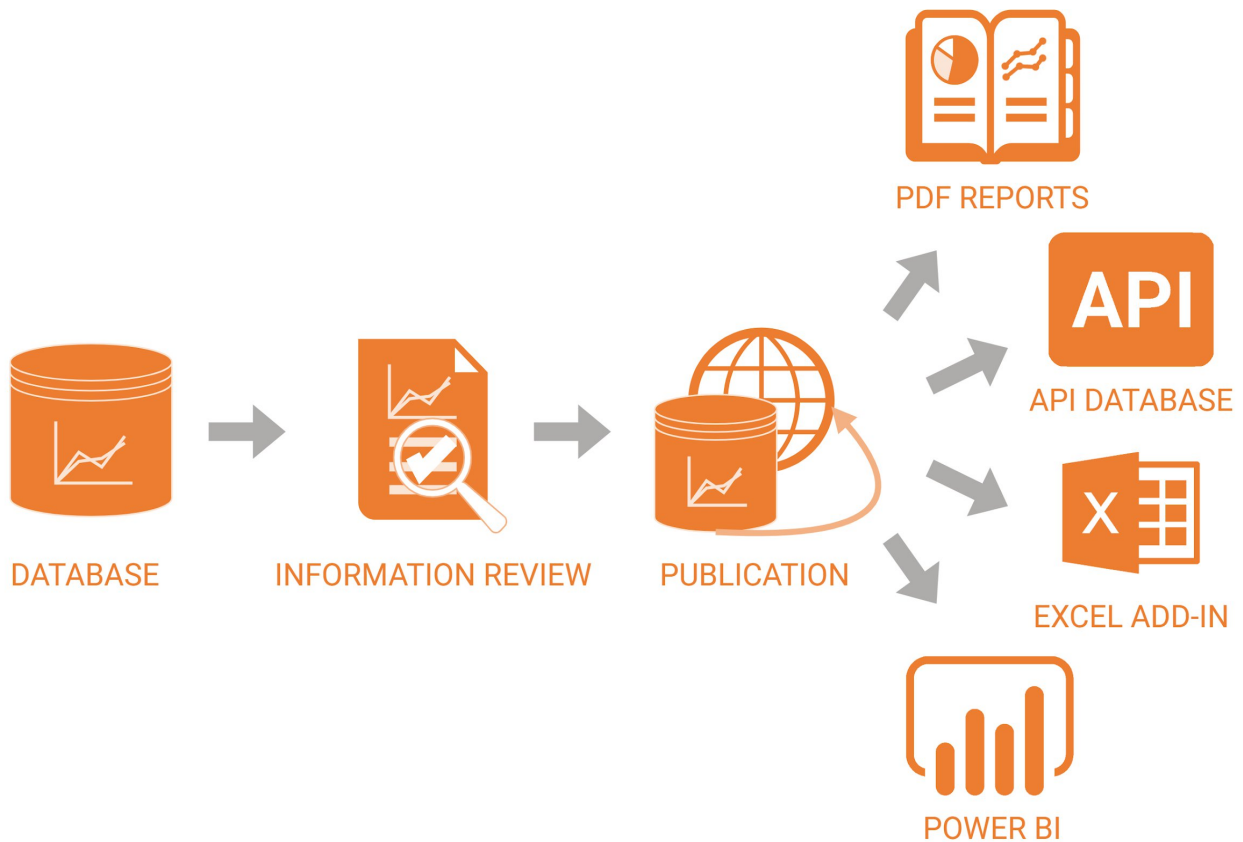 PDF REPORTS
API
API DATABASE
DATABASE
INFORMATION REVIEW
PUBLICATION
X
EXCEL ADD-IN
POWER BI